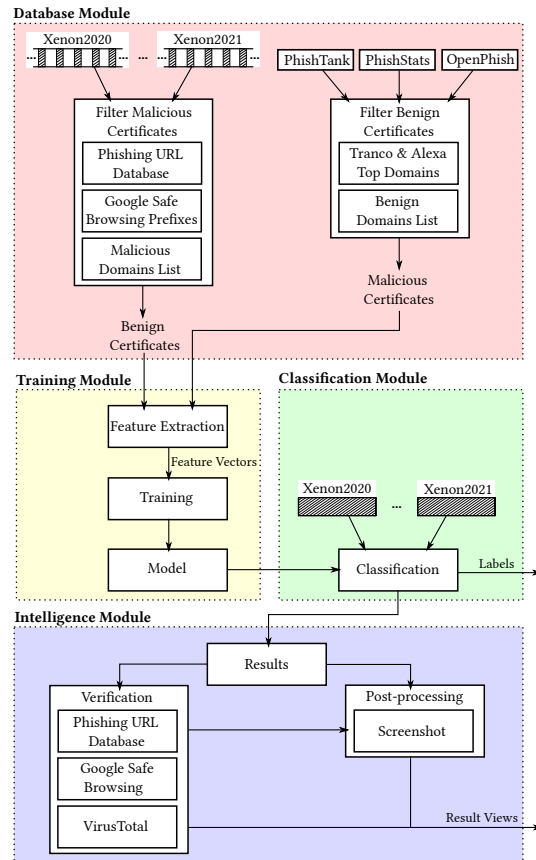 Database Module
Xenon2020
Xenon2021
... ... ... ... ...
PhishTank
PhishStats
OpenPhish
Filter Malicious
Certificates
Phishing URL
Database
Google Safe
Browsing Prefixes
Malicious
Domains List
Filter Benign
Certificates
Tranco & Alexa
Top Domains
Benign
Domains List
Malicious
Certificates
Benign
Certificates
Training Module
Feature Extraction
Feature Vectors
Training
Model
Classification Module
Xenon2020
...
Xenon2021
Classification
Labels
Intelligence Module
Results
Verification
Phishing URL
Database
Google Safe
Browsing
VirusTotal
Post-processing
Screenshot
Result Views